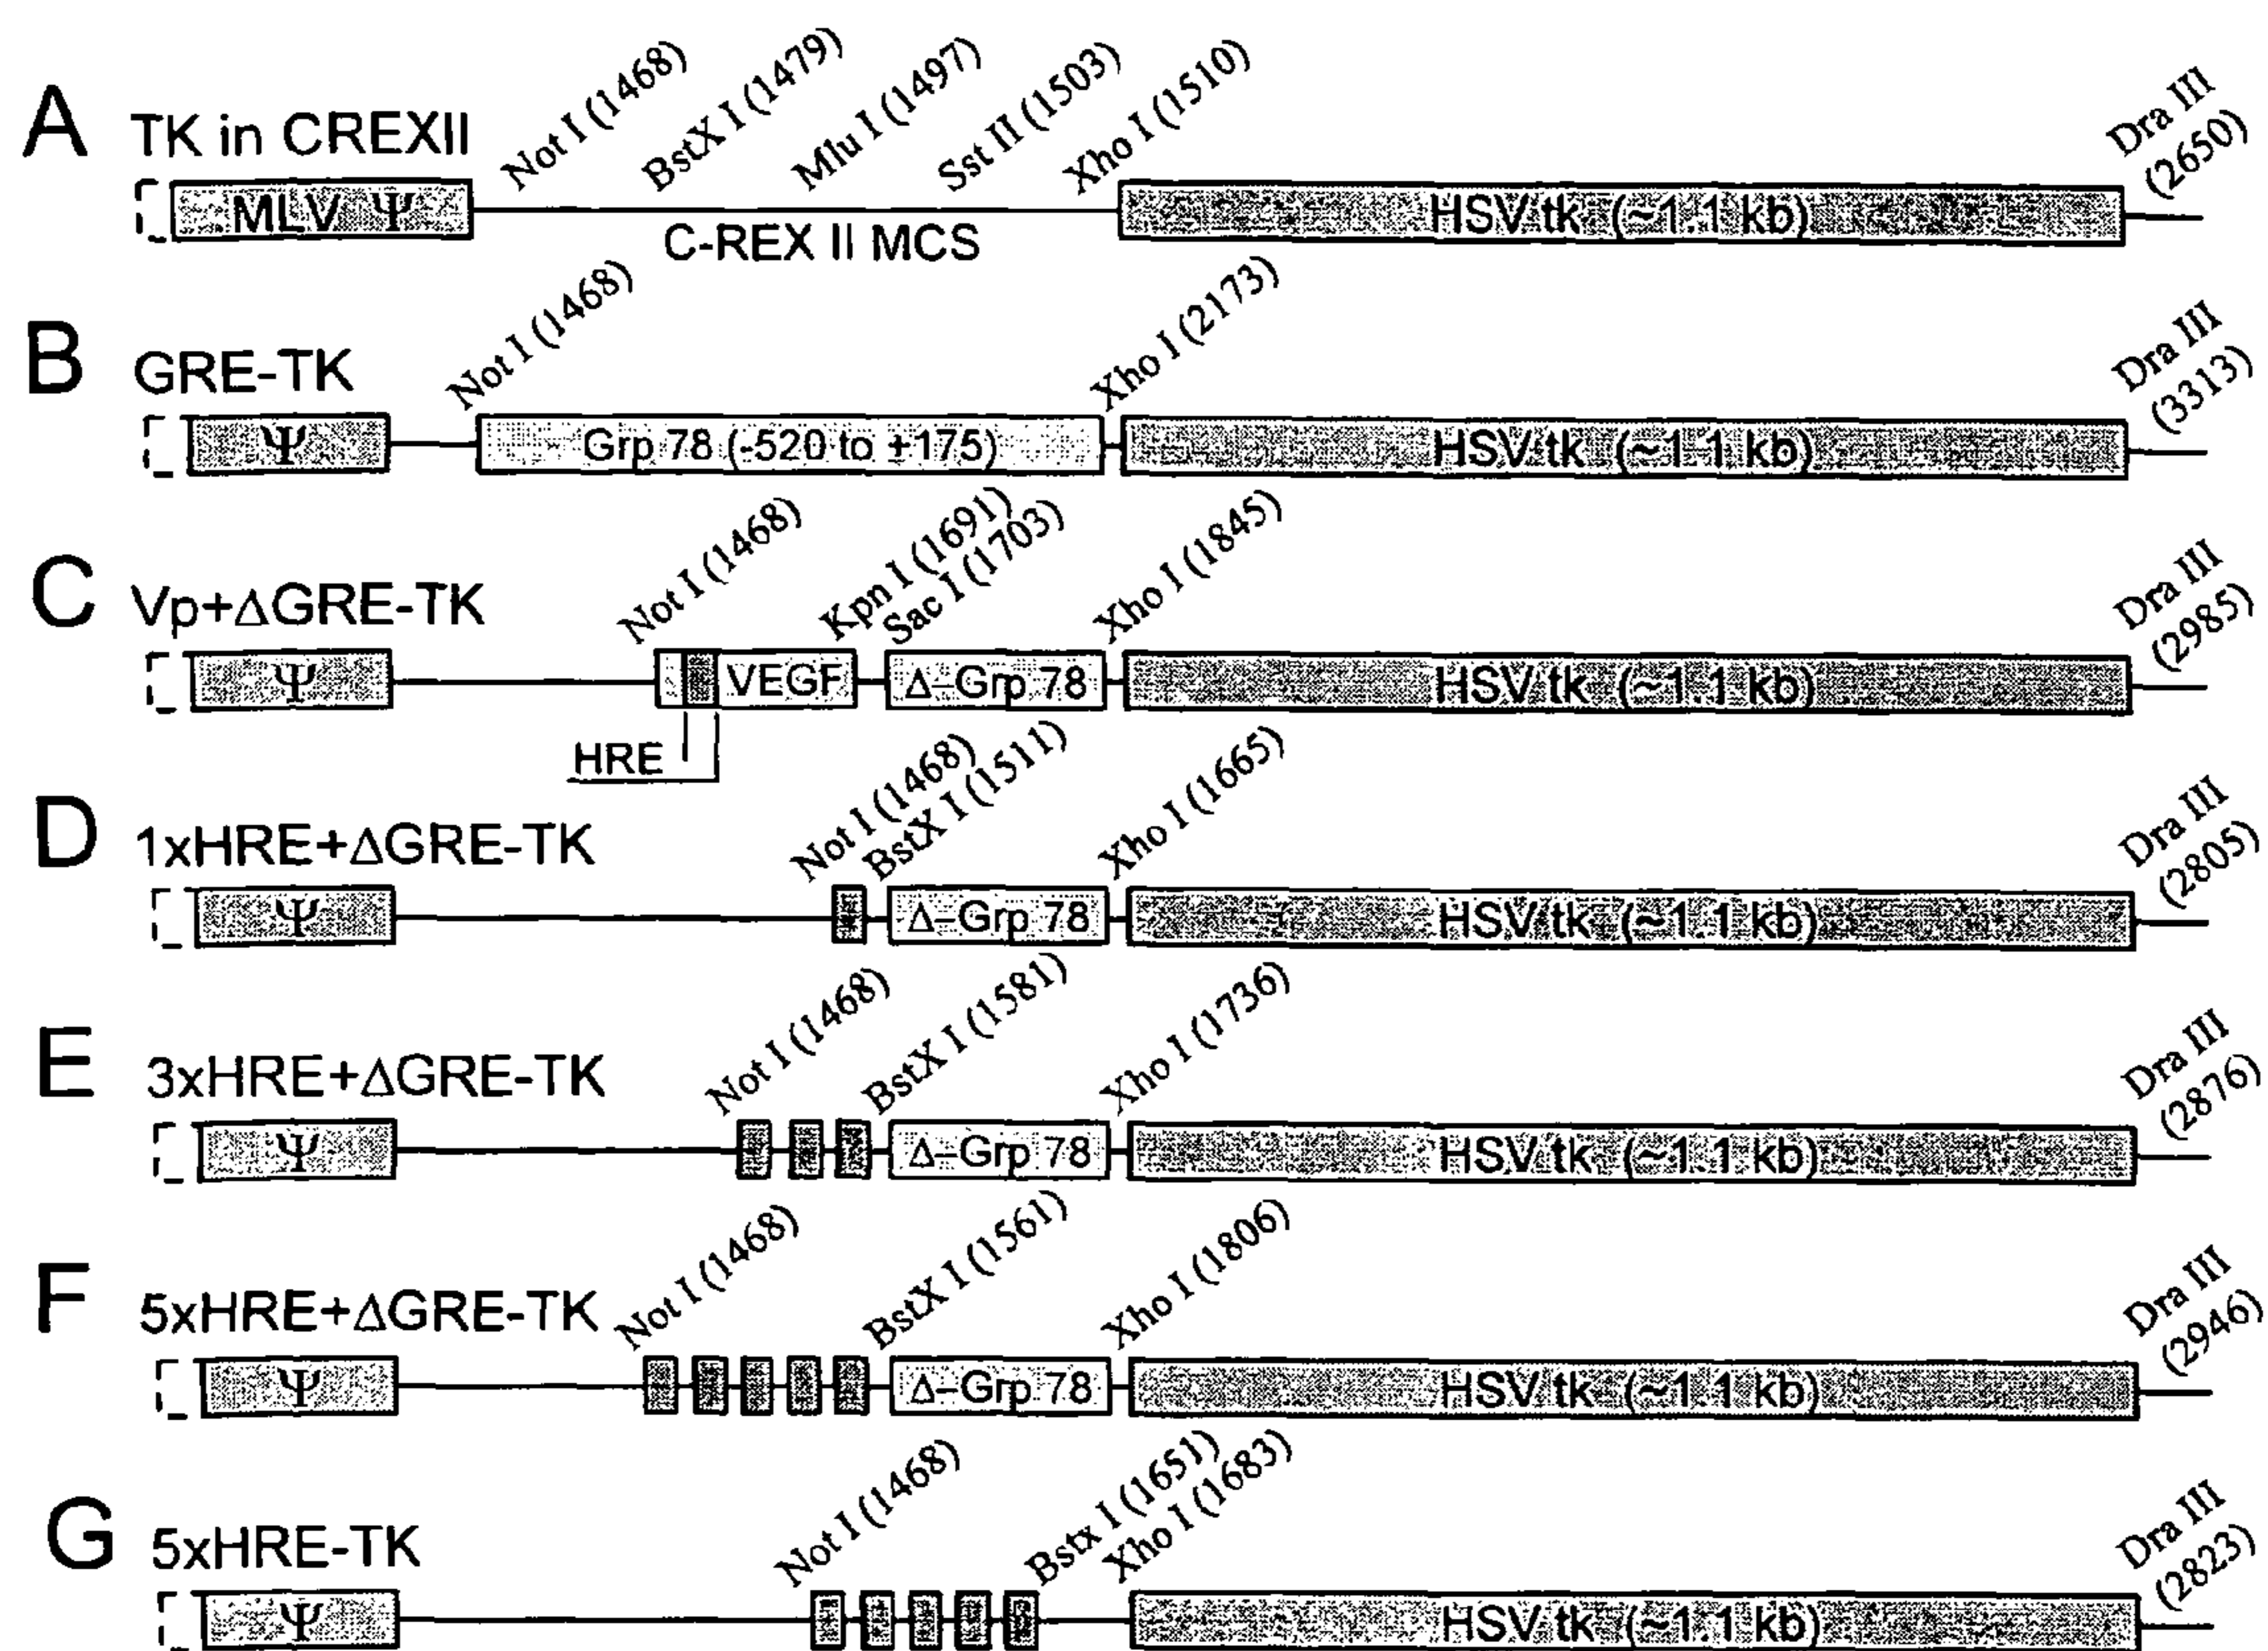 A TK in CREXII
Not I (1468)
BstX I (1479)
Mlu I (1497)
Sst II (1503)
Xho I (1510)
Dra III
(2650)
MLV Ψ
C-REX II MCS
HSV tk (~1.1 kb)
B GRE-TK
Not I (1468)
Xho I (2173)
Dra III
(3313)
Ψ
Grp 78 (-520 to +175)
HSV tk (~1.1 kb)
C Vp+ΔGRE-TK
Not I (1468)
Kpn I (1691)
Sac I (1703)
Xho I (1845)
Dra III
(2985)
Ψ
VEGF
Δ–Grp 78
HSV tk (~1.1 kb)
HRE
D 1xHRE+ΔGRE-TK
Not I (1468)
BstX I (1511)
Xho I (1665)
Dra III
(2805)
Ψ
Δ–Grp 78
HSV tk (~1.1 kb)
E 3xHRE+ΔGRE-TK
Not I (1468)
BstX I (1581)
Xho I (1736)
Dra III
(2876)
Ψ
Δ–Grp 78
HSV tk (~1.1 kb)
F 5xHRE+ΔGRE-TK
Not I (1468)
BstX I (1561)
Xho I (1806)
Dra III
(2946)
Ψ
Δ–Grp 78
HSV tk (~1.1 kb)
G 5xHRE-TK
Not I (1468)
Bstx I (1651)
Xho I (1683)
Dra III
(2823)
Ψ
HSV tk (~1.1 kb)